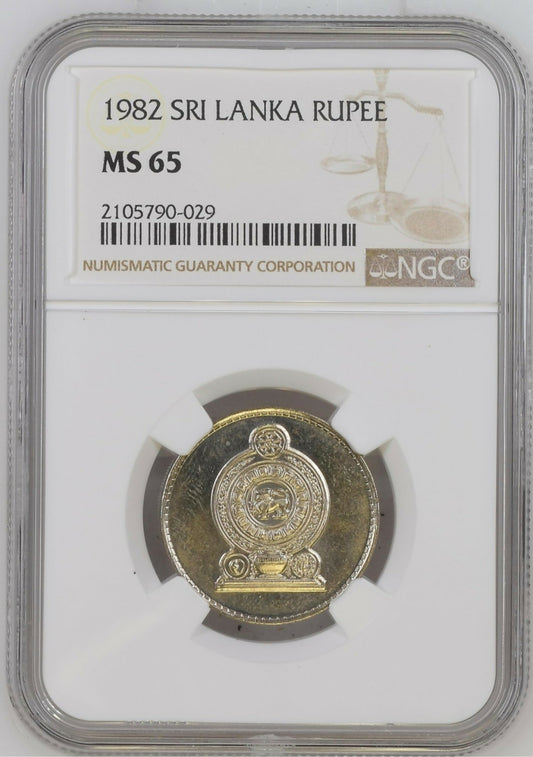 1982 SRI LANKA RUPEE
MS 65
2105790-029
NUMISMATIC GUARANTY CORPORATION
NGC®